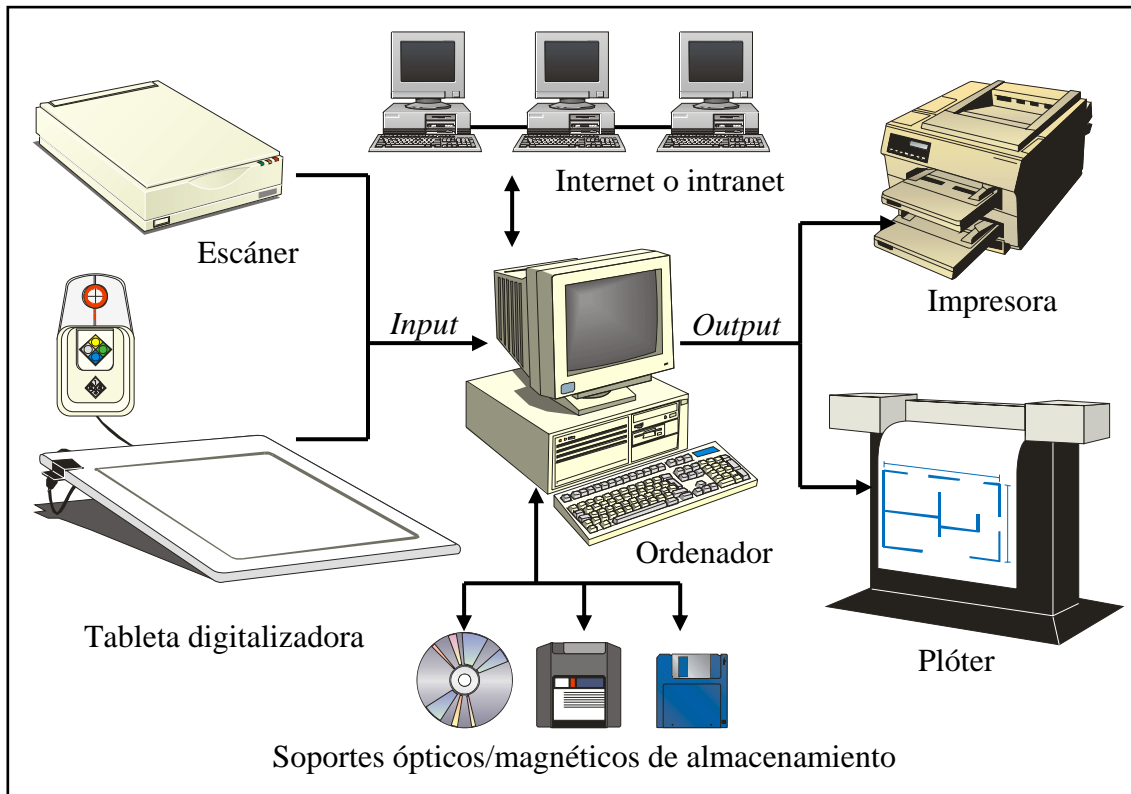 Internet o intranet
Escáner
Impresora
Input
Output
Ordenador
Tableta digitalizadora
Plóter
Soportes ópticos/magnéticos de almacenamiento